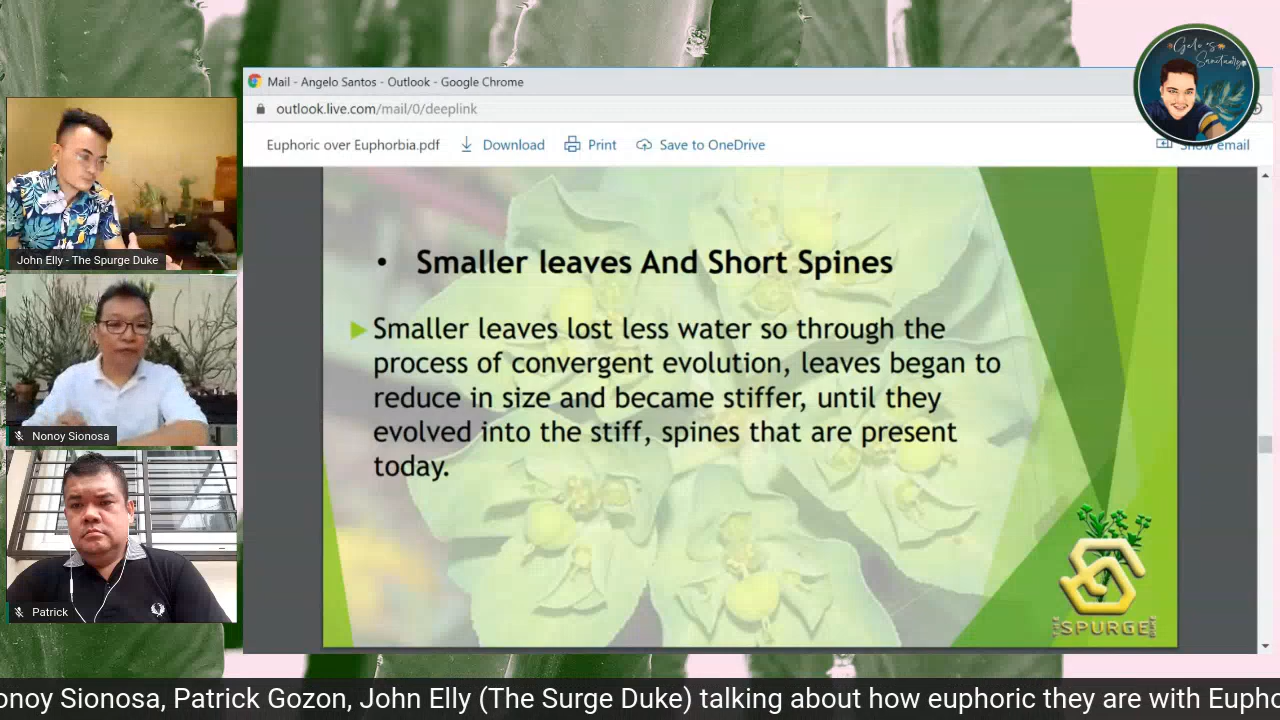 Gelo's
Sanctuary
Mail - Angelo Santos - Outlook - Google Chrome
outlook.live.com/mail/0/deeplink
Euphoric over Euphorbia.pdf Download Print Save to OneDrive Show email
John Elly - The Spurge Duke
Nonoy Sionosa
Patrick
• Smaller leaves And Short Spines
Smaller leaves lost less water so through the
process of convergent evolution, leaves began to
reduce in size and became stiffer, until they
evolved into the stiff, spines that are present
today.
SPURGE
onoy Sionosa, Patrick Gozon, John Elly (The Surge Duke) talking about how euphoric they are with Eupho